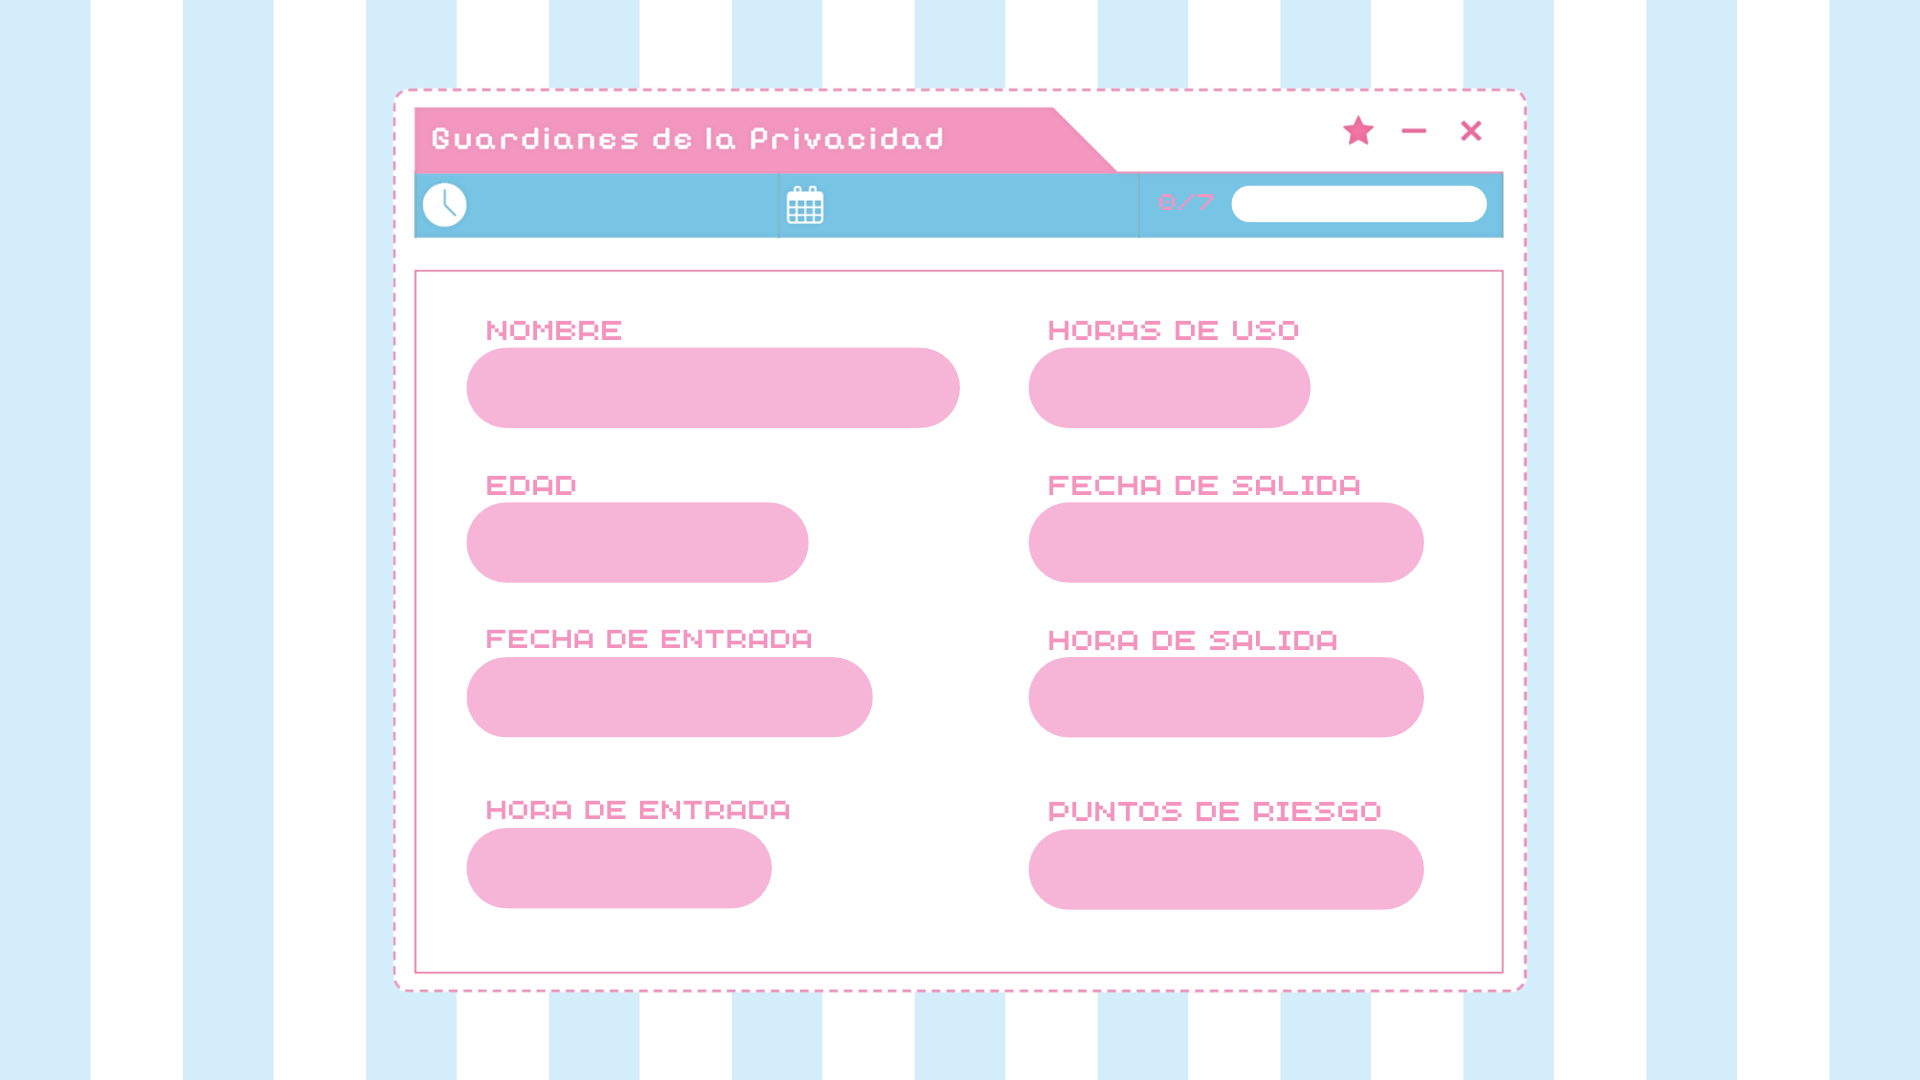 Guardianes de la Privacidad
0/7
NOMBRE
HORAS DE USO
EDAD
FECHA DE SALIDA
FECHA DE ENTRADA
HORA DE SALIDA
HORA DE ENTRADA
PUNTOS DE RIESGO